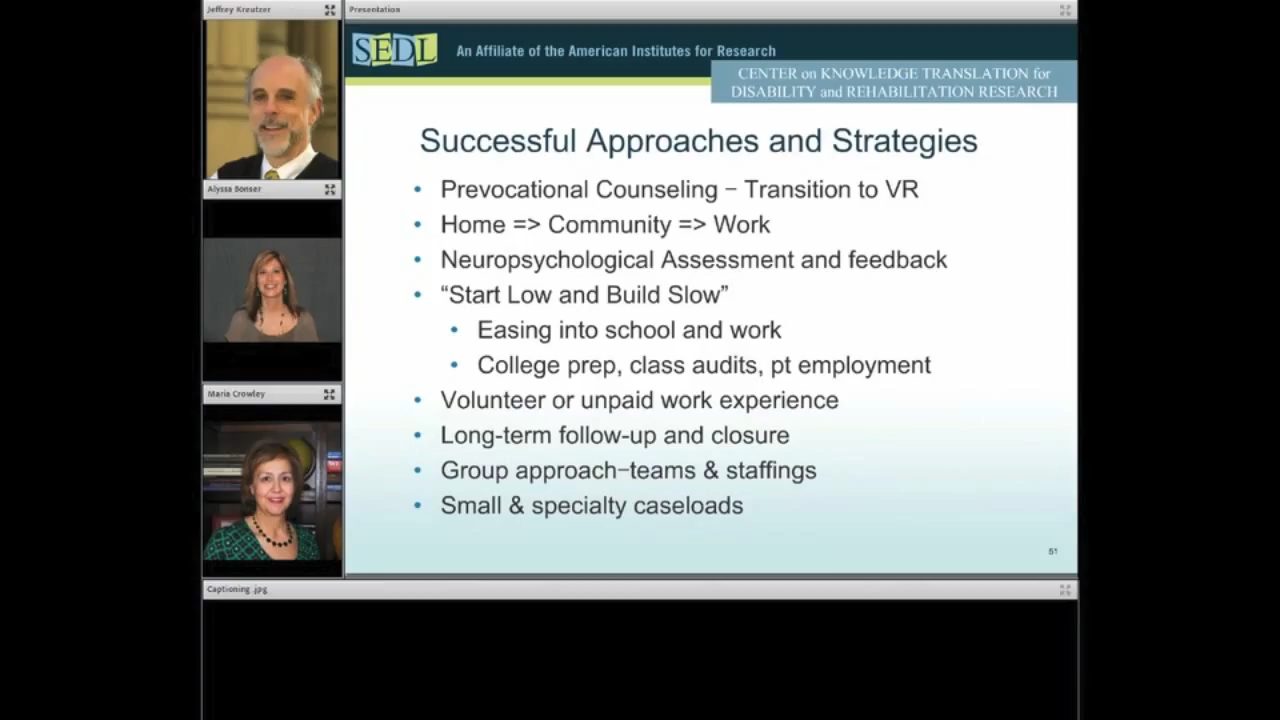 Jeffrey Kreutzer
Presentation
SEDL
An Affiliate of the American Institutes for Research
CENTER on KNOWLEDGE TRANSLATION for
DISABILITY and REHABILITATION RESEARCH
Successful Approaches and Strategies
• Prevocational Counseling – Transition to VR
• Home => Community => Work
• Neuropsychological Assessment and feedback
• “Start Low and Build Slow”
• Easing into school and work
• College prep, class audits, pt employment
• Volunteer or unpaid work experience
• Long-term follow-up and closure
• Group approach–teams & staffings
• Small & specialty caseloads
51
Alyssa Bonser
Maria Crowley
Captioning .jpg